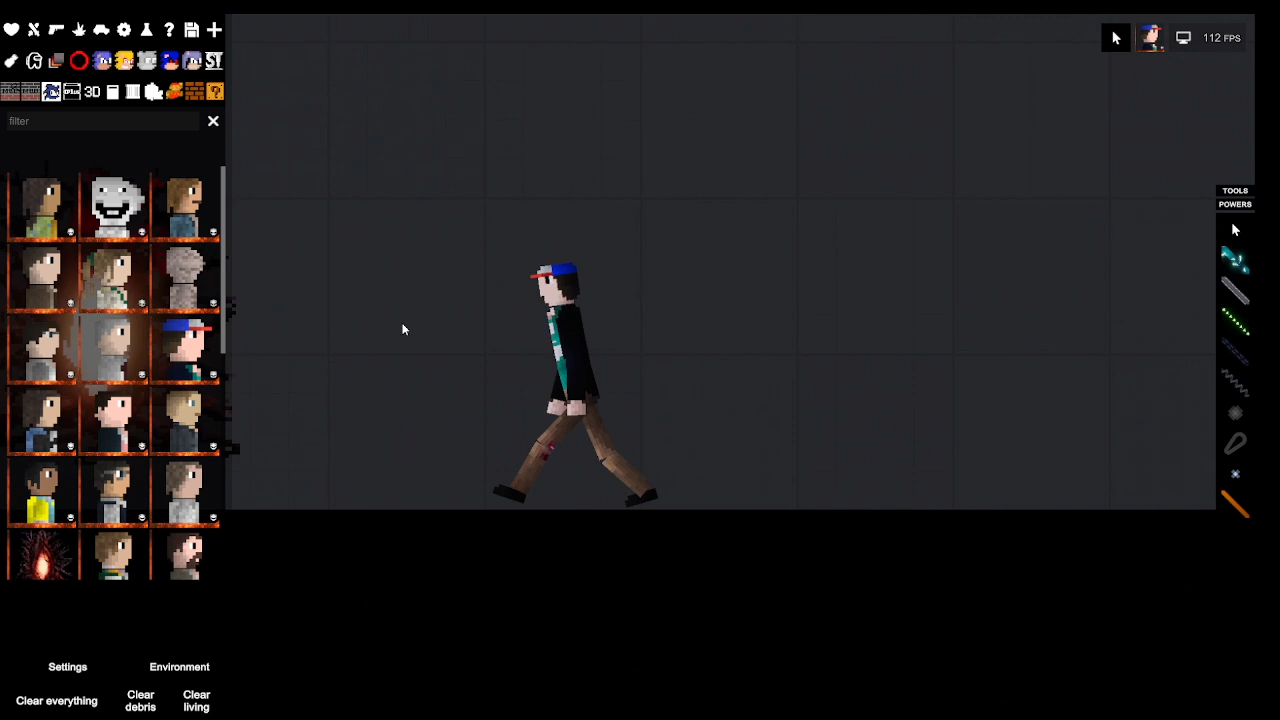 112 FPS
ST
3D
filter
TOOLS
POWERS
Settings
Environment
Clear everything
Clear
debris
Clear
living